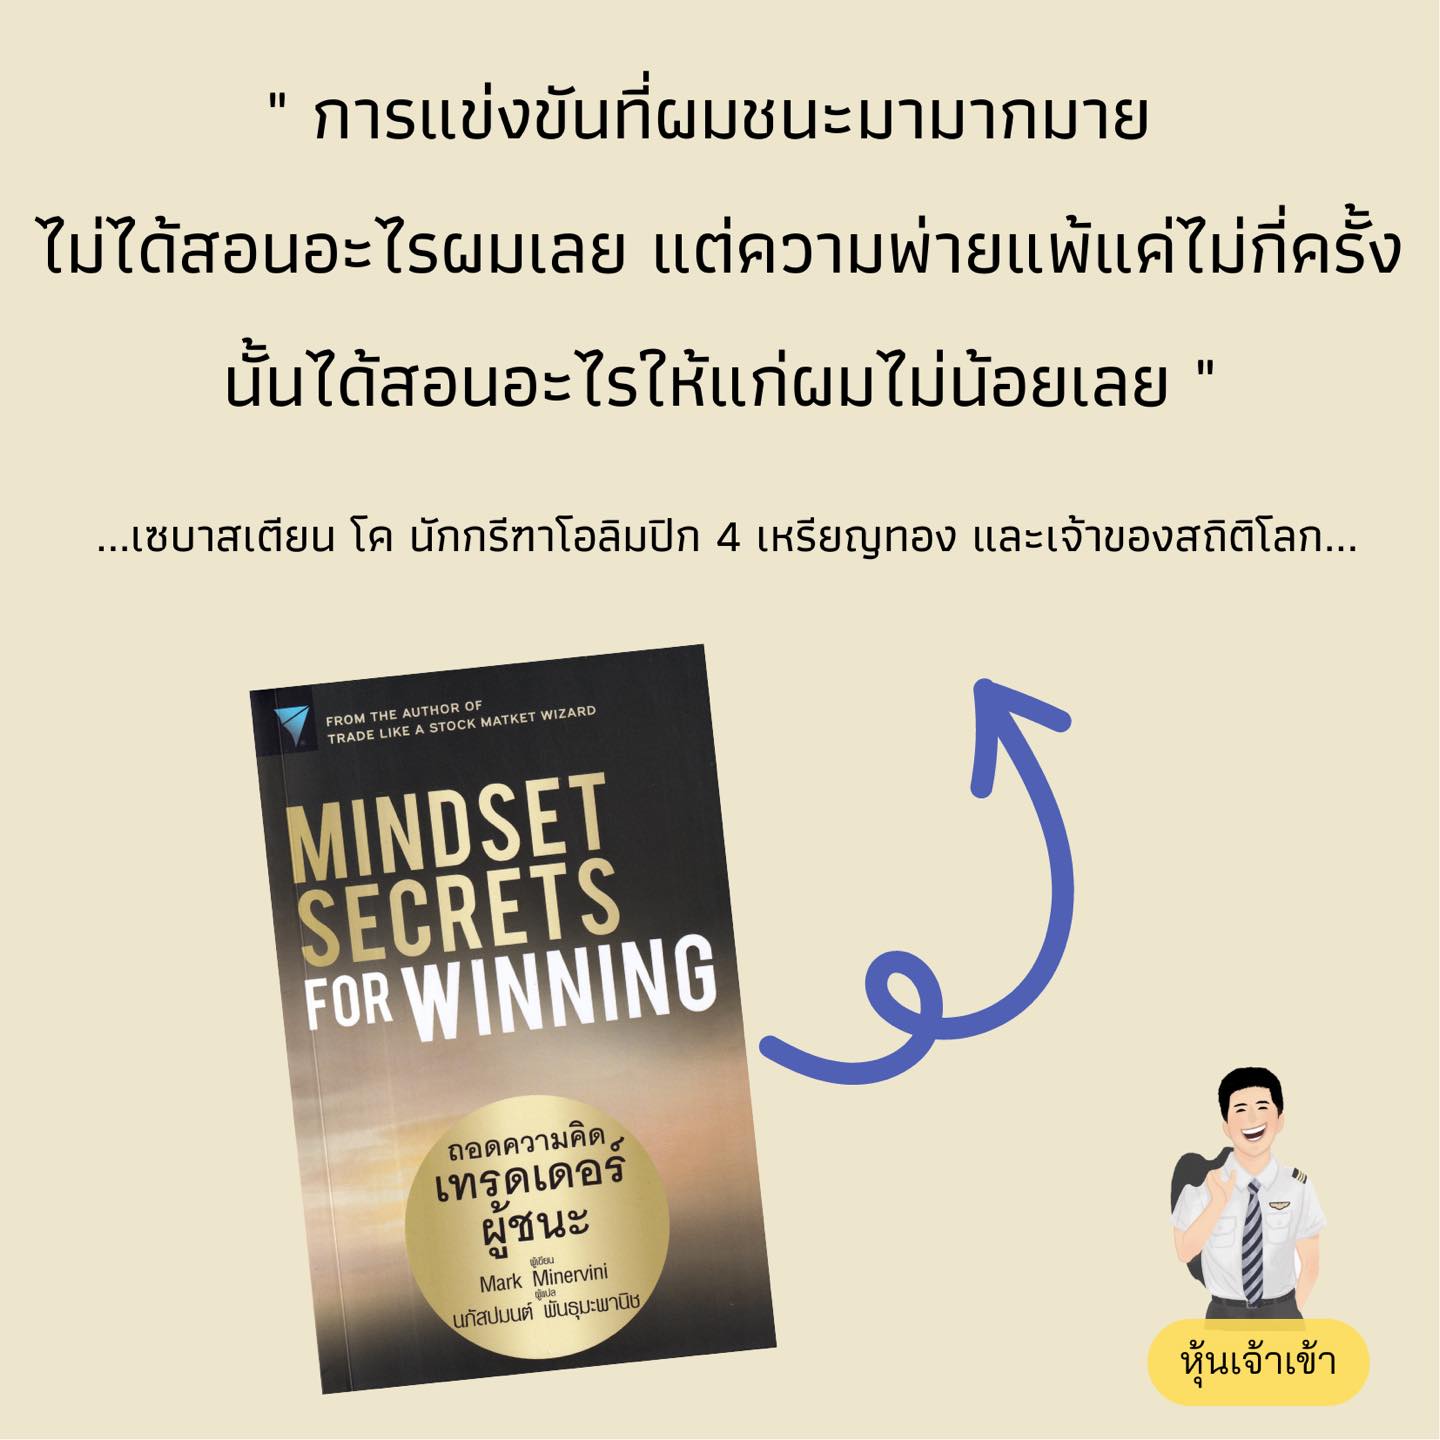 " การแข่งขันที่ผมชนะมามากมาย
ไม่ได้สอนอะไรผมเลย แต่ความพ่ายแพ้แค่ไม่กี่ครั้ง
นั้นได้สอนอะไรให้แก่ผมไม่น้อยเลย "
...เซบาสเตียน โค นักกรีฑาโอลิมปิก 4 เหรียญทอง และเจ้าของสถิติโลก...
FROM THE AUTHOR OF
TRADE LIKE A STOCK MATKET WIZARD
MINDSET
SECRETS
FOR WINNING
ถอดความคิด
เทรดเดอร์
ผู้ชนะ
ผู้เขียน
Mark Minervini
ผู้แปล
นภัสปมนต์ พันธุมะพานิช
หุ้นเจ้าเข้า